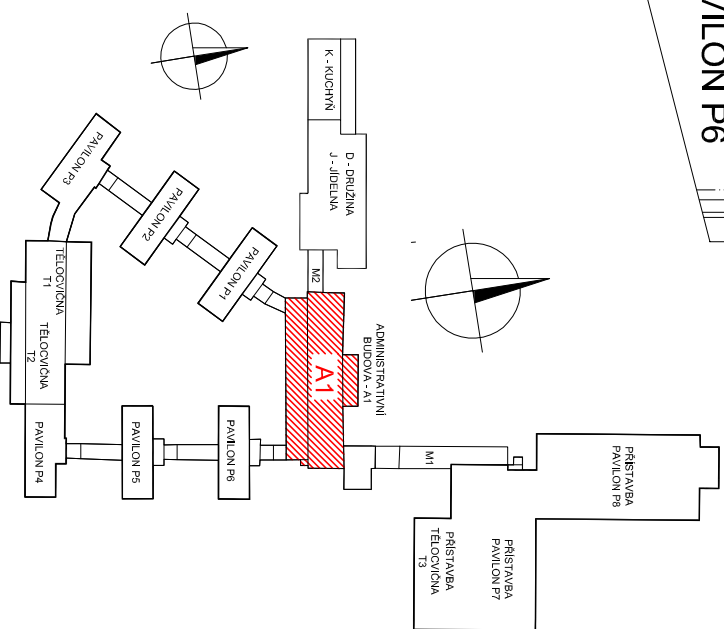 VILON P6
K - KUCHYŇ
D - DRUŽINA
J - JÍDELNA
PAVILON P3
PAVILON P2
PAVILON P1
M2
TĚLOCVIČNA
T1
TĚLOCVIČNA
T2
A1
ADMINISTRATIVNÍ
BUDOVA - A1
PAVILON P4
PAVILON P5
PAVILON P6
M1
PŘÍSTAVBA
PAVILON P8
PŘÍSTAVBA
PAVILON P7
PŘÍSTAVBA
TĚLOCVIČNA
T3